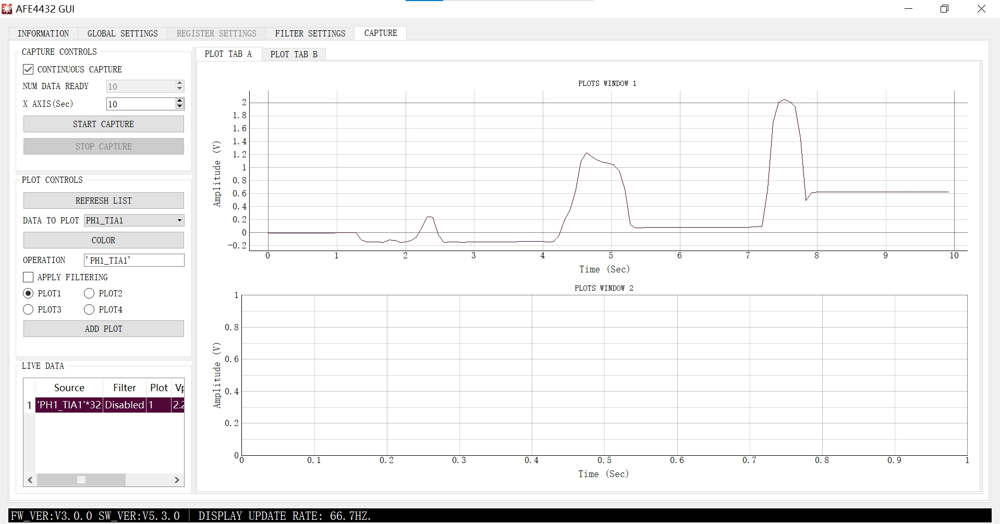 AFE4432 GUI
INFORMATION GLOBAL SETTINGS REGISTER SETTINGS FILTER SETTINGS CAPTURE
CAPTURE CONTROLS
CONTINUOUS CAPTURE
NUM DATA READY 10
X AXIS(Sec) 10
START CAPTURE
STOP CAPTURE
PLOT CONTROLS
REFRESH LIST
DATA TO PLOT PH1_TIA1
COLOR
OPERATION 'PH1_TIA1'
APPLY FILTERING
PLOT1 PLOT2
PLOT3 PLOT4
ADD PLOT
LIVE DATA
Source Filter Plot Vp
1 'PH1_TIA1'*32 Disabled 1 2.2
PLOT TAB A PLOT TAB B
PLOTS WINDOW 1
Amplitude (V)
2
1.8
1.6
1.4
1.2
1
0.8
0.6
0.4
0.2
0
-0.2
0 1 2 3 4 5 6 7 8 9 10
Time (Sec)
PLOTS WINDOW 2
Amplitude (V)
1
0.8
0.6
0.4
0.2
0
0 0.1 0.2 0.3 0.4 0.5 0.6 0.7 0.8 0.9 1
Time (Sec)
FW_VER:V3.0.0 SW_VER:V5.3.0 | DISPLAY UPDATE RATE: 66.7HZ.